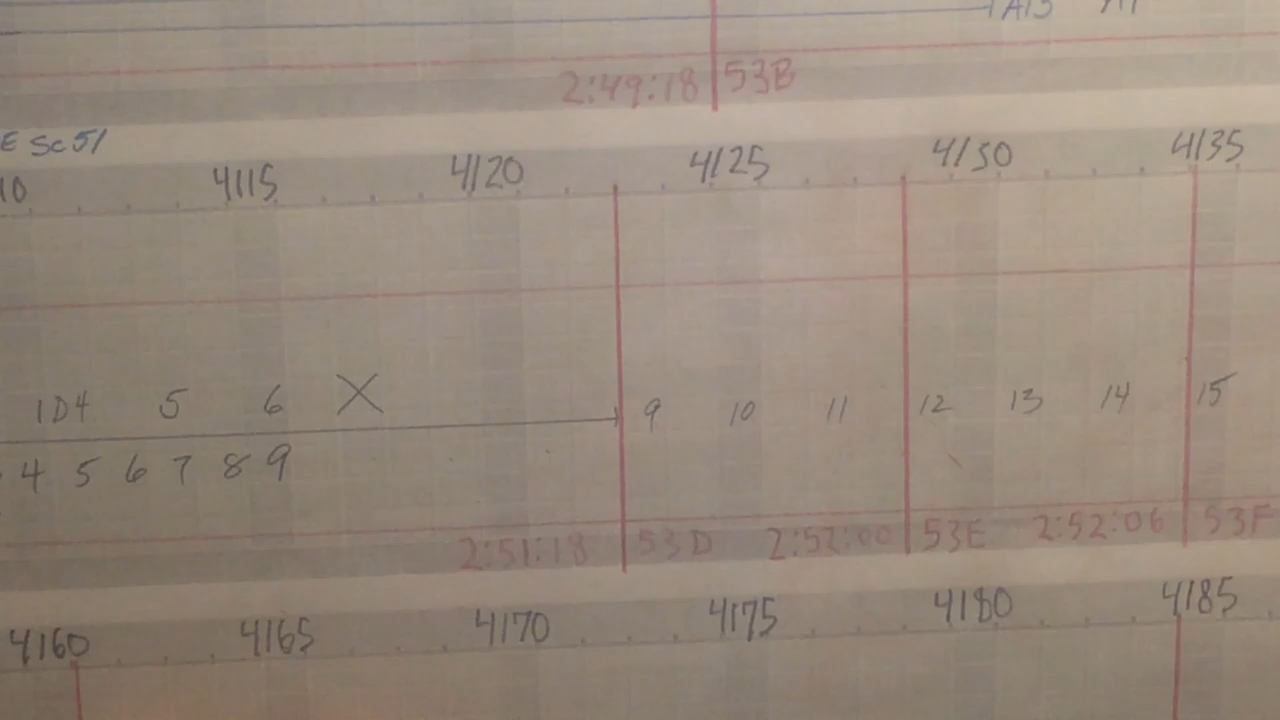 2:49:18 53B
E Sc51
10 4115 4120 4125 4130 4135
1D4 5 6 X 9 10 11 12 13 14 15
4 5 6 7 8 9
2:51:18 53D 2:52:00 53E 2:52:06 53F
4160 4165 4170 4175 4180 4185